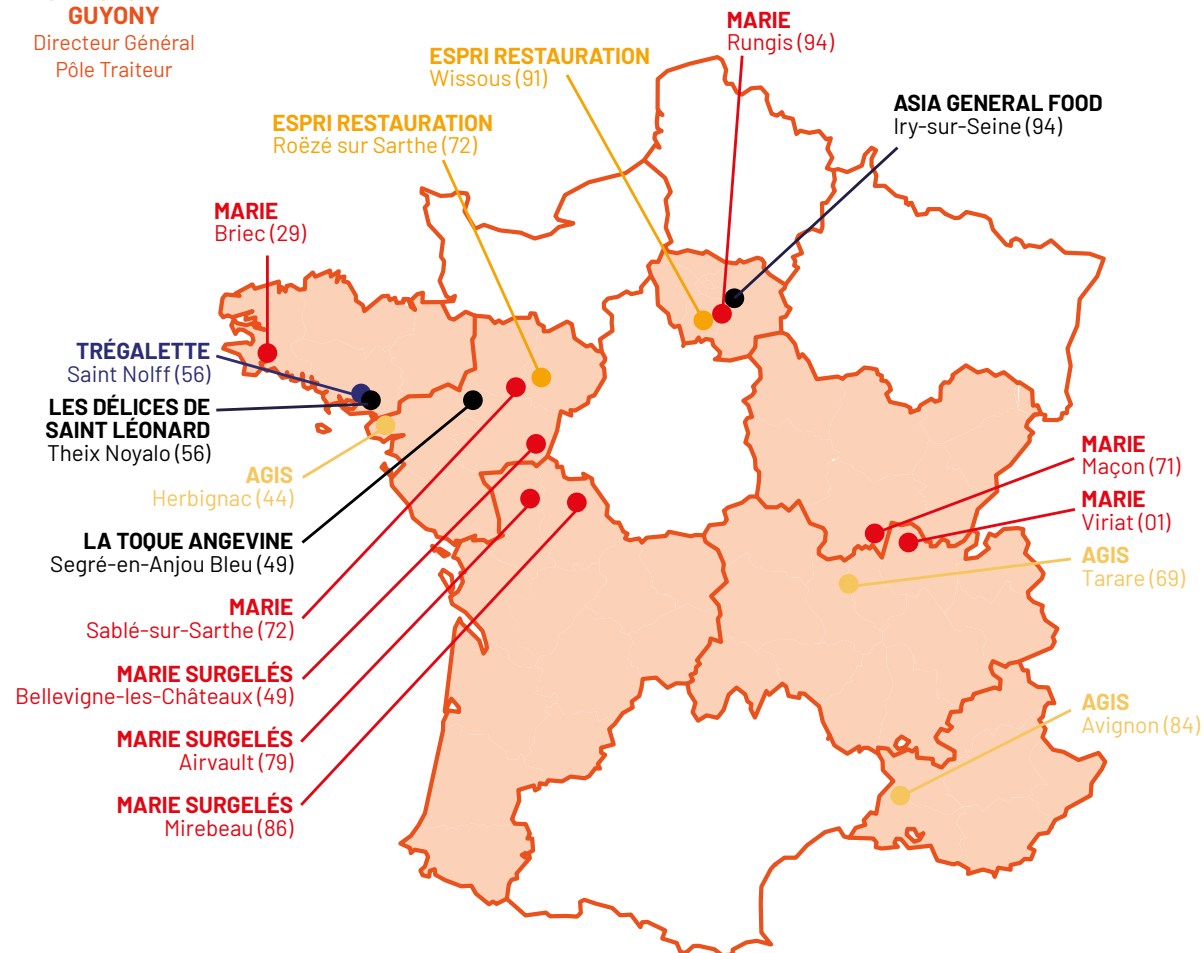 GUYONY
Directeur Général
Pôle Traiteur
MARIE
Rungis (94)
ESPRI RESTAURATION
Wissous (91)
ASIA GENERAL FOOD
Iry-sur-Seine (94)
ESPRI RESTAURATION
Roëzé sur Sarthe (72)
MARIE
Briec (29)
TRÉGALETTE
Saint Nolff (56)
LES DÉLICES DE
SAINT LÉONARD
Theix Noyalo (56)
AGIS
Herbignac (44)
LA TOQUE ANGEVINE
Segré-en-Anjou Bleu (49)
MARIE
Sablé-sur-Sarthe (72)
MARIE SURGELÉS
Bellevigne-les-Châteaux (49)
MARIE SURGELÉS
Airvault (79)
MARIE SURGELÉS
Mirebeau (86)
MARIE
Maçon (71)
MARIE
Viriat (01)
AGIS
Tarare (69)
AGIS
Avignon (84)